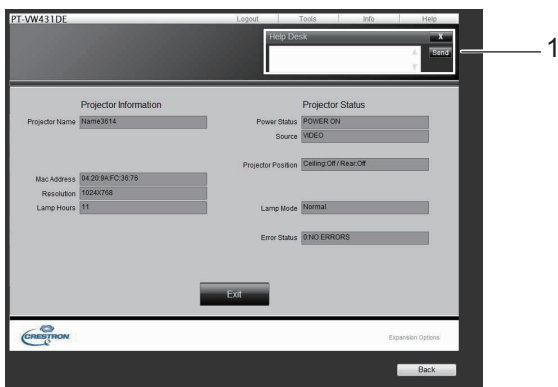 PT-VW431DE
Logout Tools Info Help
Help Desk X
Send
1
Projector Information
Projector Name Name3614
Mac Address 04:20:9A:FC:36:76
Resolution 1024X768
Lamp Hours 11
Projector Status
Power Status POWER ON
Source VIDEO
Projector Position Ceiling:Off / Rear:Off
Lamp Mode Normal
Error Status 0:NO ERRORS
Exit
CRESTRON
Expansion Options
Back